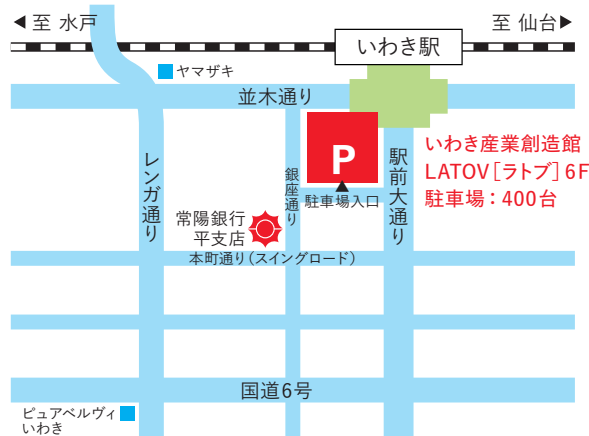 ◀至 水戸
至 仙台▶
いわき駅
ヤマザキ
並木通り
P
いわき産業創造館
LATOV［ラトブ］6F
駐車場：400台
レンガ通り
銀座通り
駅前大通り
▲
駐車場入口
常陽銀行
平支店
本町通り（スイングロード）
国道6号
ピュアベルヴィ
いわき